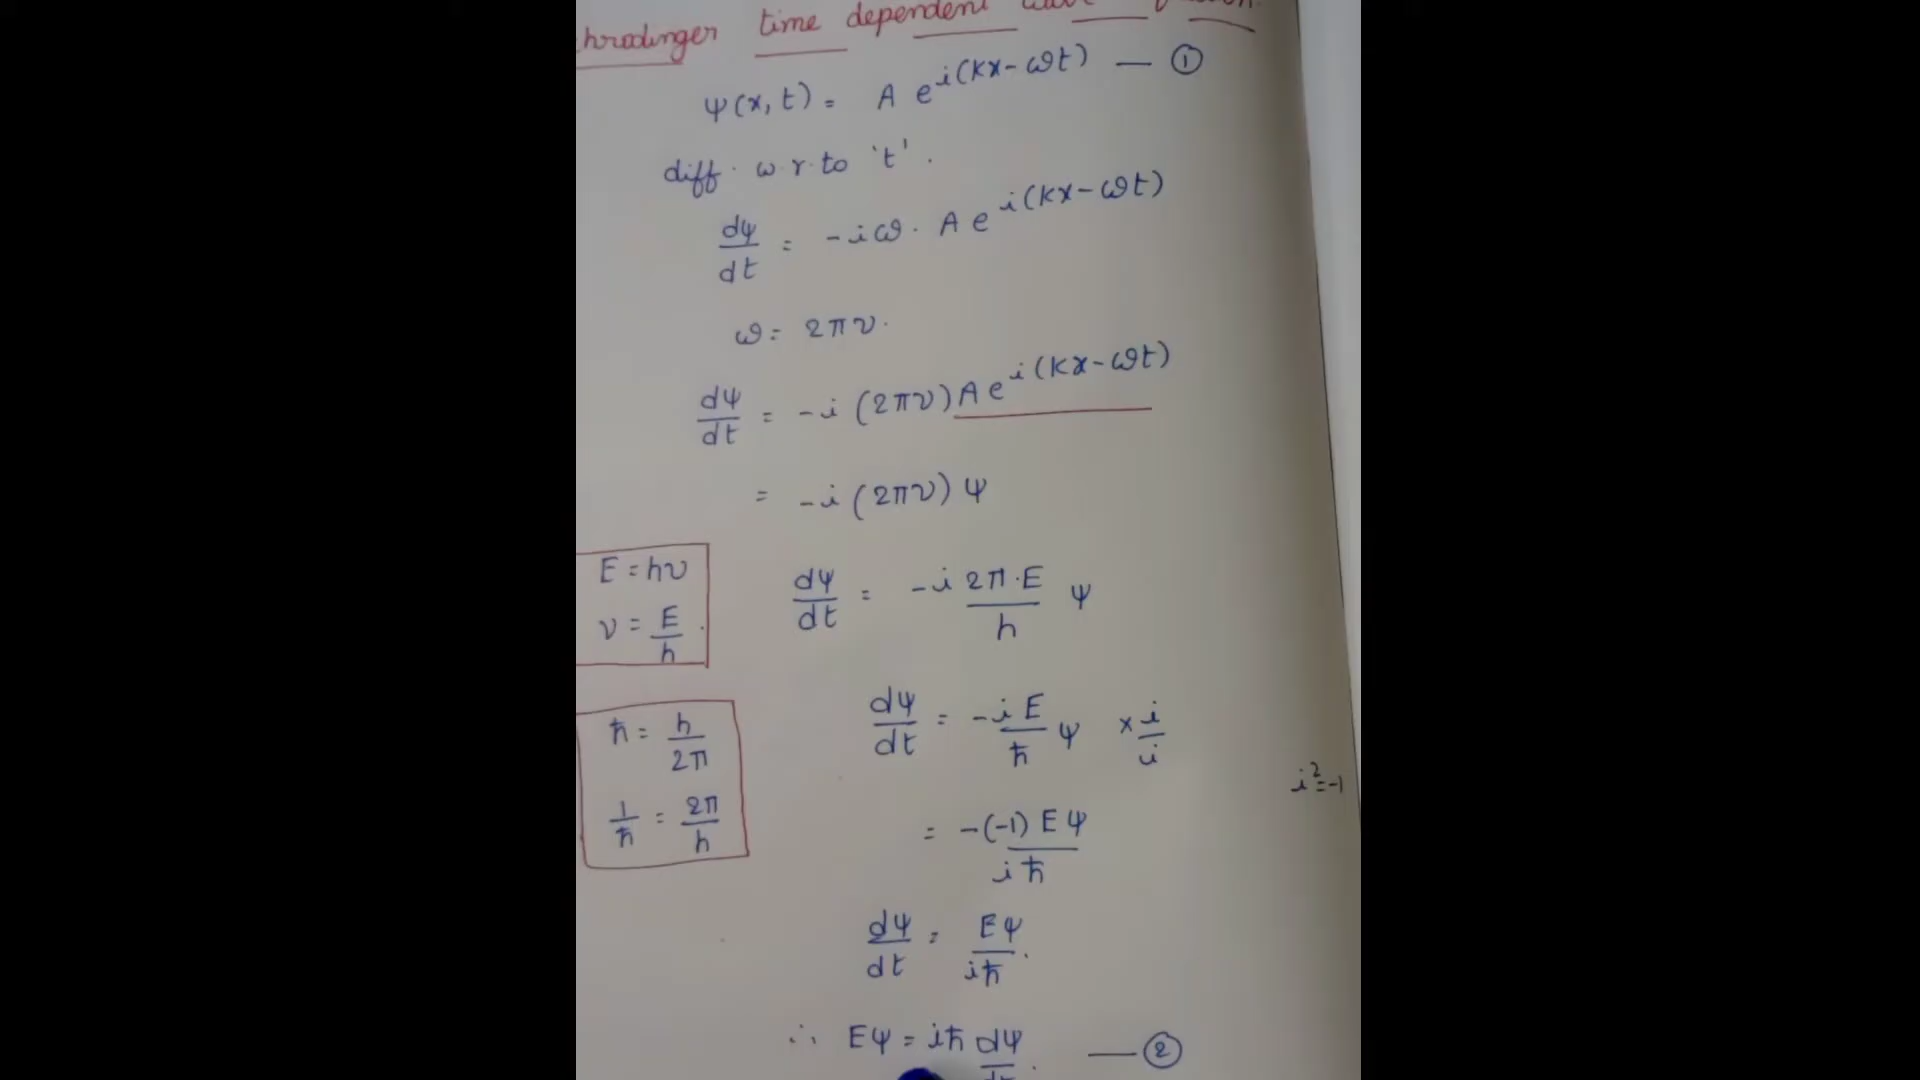 hrodinger time dependent
ψ(x, t) = A e^{i(kx-ωt)} — ①
diff. w r. to 't'.
dψ/dt = -iω. A e^{i(kx-ωt)}
ω = 2πν.
dψ/dt = -i (2πν) A e^{i(kx-ωt)}
= -i (2πν) ψ
E = hν
ν = E/h.
dψ/dt = -i 2π.E/h ψ
ħ = h/2π
1/ħ = 2π/h
dψ/dt = -iE/ħ ψ × i/i
i² = -1
= -(-1) Eψ/iħ
dψ/dt = Eψ/iħ.
∴ Eψ = iħ dψ/dt. — ②